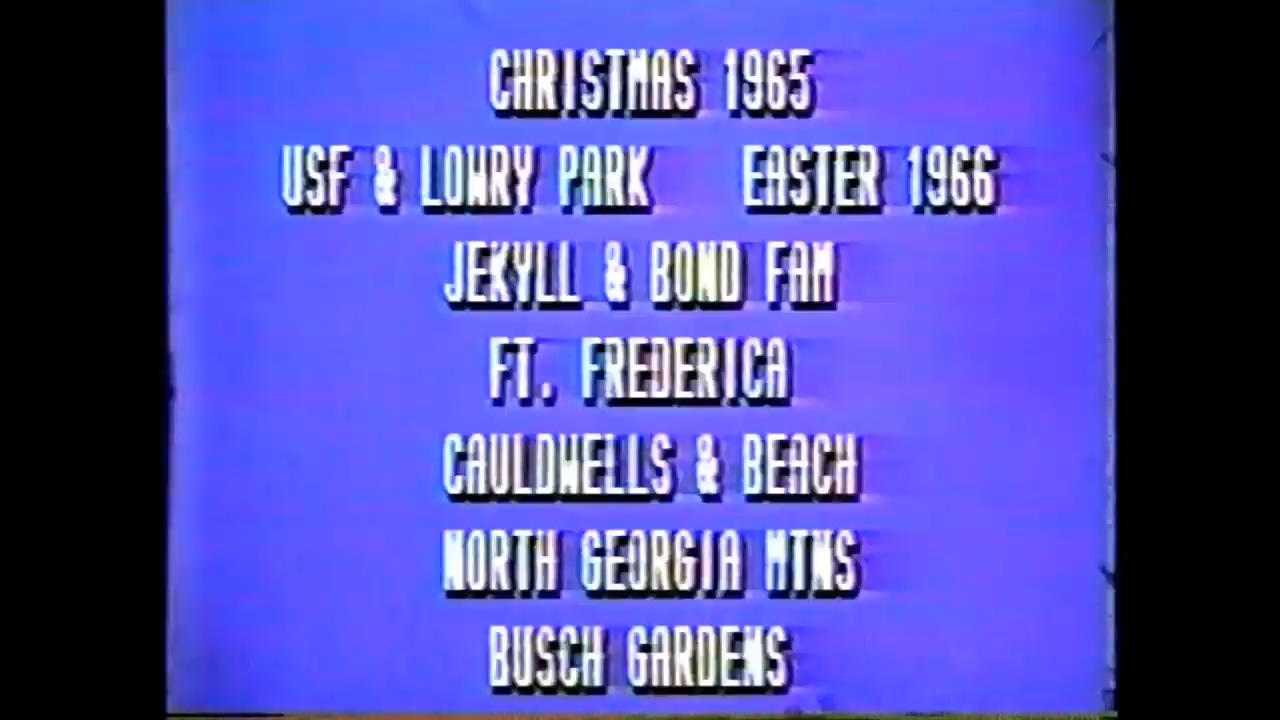 CHRISTMAS 1965
USF & LOWRY PARK EASTER 1966
JEKYLL & BOND FAM
FT. FREDERICA
CAULDWELLS & BEACH
NORTH GEORGIA MTNS
BUSCH GARDENS